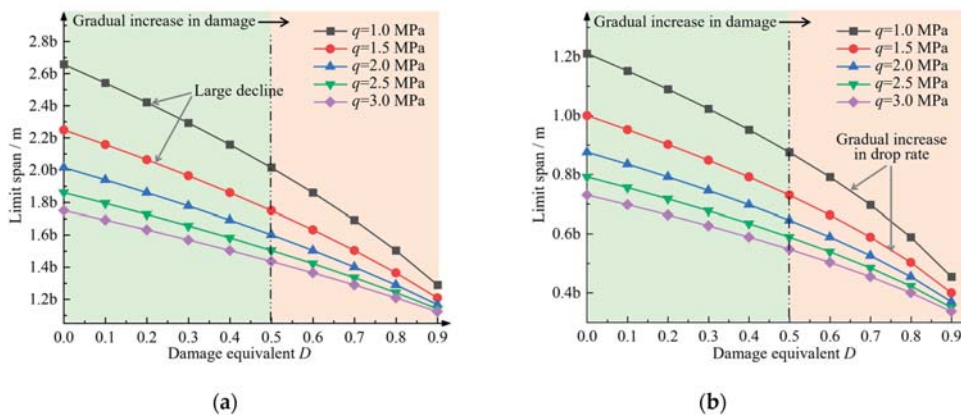 Gradual increase in damage
q=1.0 MPa
q=1.5 MPa
q=2.0 MPa
q=2.5 MPa
q=3.0 MPa
Large decline
Limit span / m
2.8b
2.6b
2.4b
2.2b
2.0b
1.8b
1.6b
1.4b
1.2b
0.0 0.1 0.2 0.3 0.4 0.5 0.6 0.7 0.8 0.9
Damage equivalent D
(a)
Gradual increase in damage
q=1.0 MPa
q=1.5 MPa
q=2.0 MPa
q=2.5 MPa
q=3.0 MPa
Gradual increase
in drop rate
Limit span / m
1.2b
1.0b
0.8b
0.6b
0.4b
0.0 0.1 0.2 0.3 0.4 0.5 0.6 0.7 0.8 0.9
Damage equivalent D
(b)